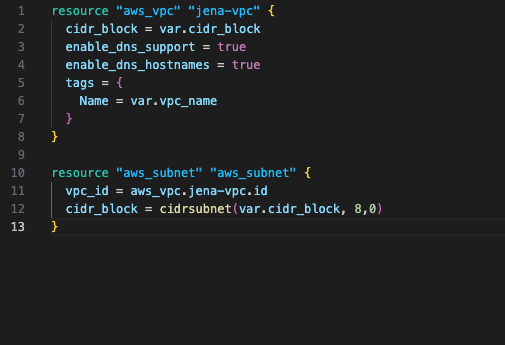 1 resource "aws_vpc" "jena-vpc" {
2 cidr_block = var.cidr_block
3 enable_dns_support = true
4 enable_dns_hostnames = true
5 tags = {
6 Name = var.vpc_name
7 }
8 }
9
10 resource "aws_subnet" "aws_subnet" {
11 vpc_id = aws_vpc.jena-vpc.id
12 cidr_block = cidrsubnet(var.cidr_block, 8,0)
13 }